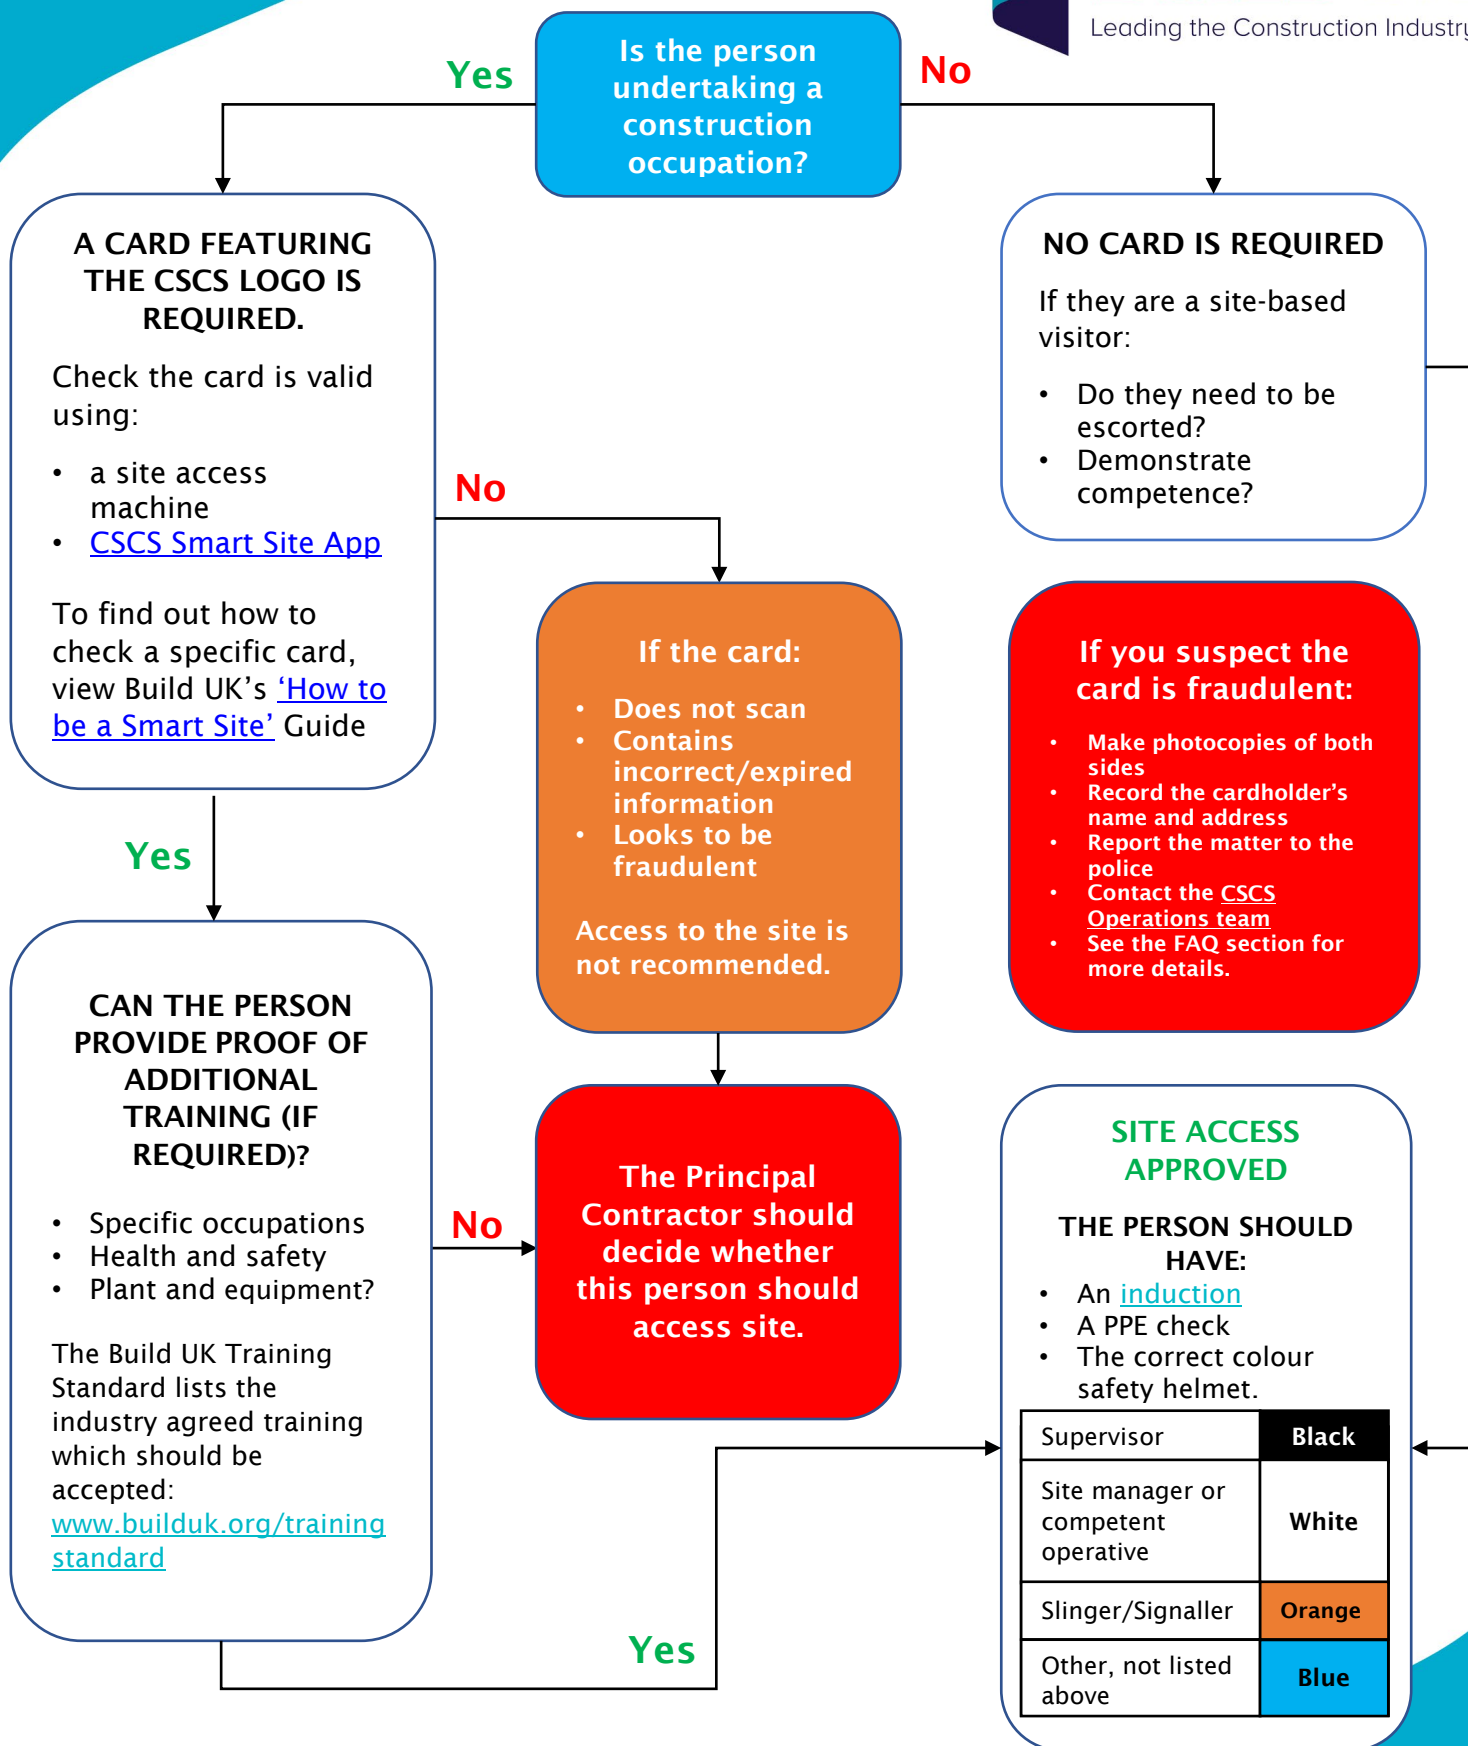 Leading the Construction Industry
Is the person
undertaking a
construction
occupation?
Yes
No
A CARD FEATURING
THE CSCS LOGO IS
REQUIRED.
Check the card is valid
using:
• a site access
machine
• CSCS Smart Site App
To find out how to
check a specific card,
view Build UK's ‘How to
be a Smart Site’ Guide
NO CARD IS REQUIRED
If they are a site-based
visitor:
• Do they need to be
escorted?
• Demonstrate
competence?
No
If the card:
• Does not scan
• Contains
incorrect/expired
information
• Looks to be
fraudulent
Access to the site is
not recommended.
If you suspect the
card is fraudulent:
• Make photocopies of both
sides
• Record the cardholder’s
name and address
• Report the matter to the
police
• Contact the CSCS
Operations team
• See the FAQ section for
more details.
Yes
CAN THE PERSON
PROVIDE PROOF OF
ADDITIONAL
TRAINING (IF
REQUIRED)?
• Specific occupations
• Health and safety
• Plant and equipment?
The Build UK Training
Standard lists the
industry agreed training
which should be
accepted:
www.builduk.org/training
standard
No
The Principal
Contractor should
decide whether
this person should
access site.
Yes
SITE ACCESS
APPROVED
THE PERSON SHOULD
HAVE:
• An induction
• A PPE check
• The correct colour
safety helmet.
Supervisor Black
Site manager or
competent
operative
White
Slinger/Signaller Orange
Other, not listed
above
Blue